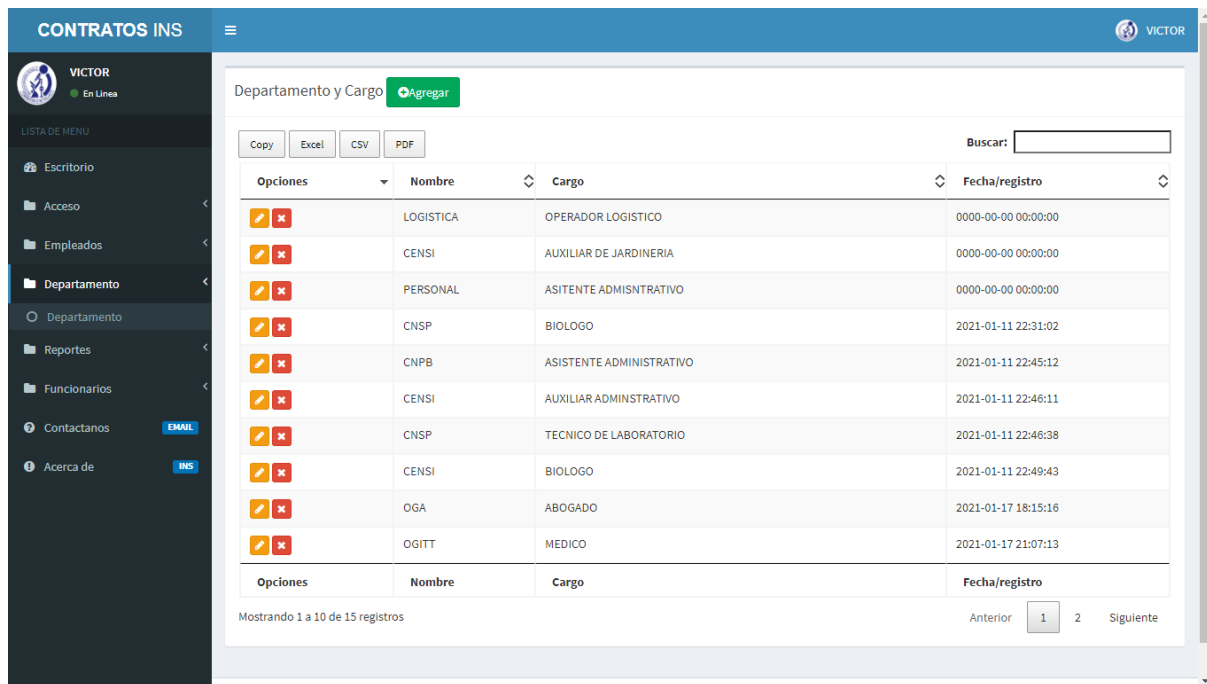 CONTRATOS INS
VICTOR
VICTOR
En Linea
LISTA DE MENU
Escritorio
Acceso
Empleados
Departamento
Departamento
Reportes
Funcionarios
Contactanos EMAIL
Acerca de INS
Departamento y Cargo Agregar
Copy Excel CSV PDF Buscar:
Opciones Nombre Cargo Fecha/registro
LOGISTICA OPERADOR LOGISTICO 0000-00-00 00:00:00
CENSI AUXILIAR DE JARDINERIA 0000-00-00 00:00:00
PERSONAL ASITENTE ADMISNTRATIVO 0000-00-00 00:00:00
CNSP BIOLOGO 2021-01-11 22:31:02
CNPB ASISTENTE ADMINISTRATIVO 2021-01-11 22:45:12
CENSI AUXILIAR ADMINSTRATIVO 2021-01-11 22:46:11
CNSP TECNICO DE LABORATORIO 2021-01-11 22:46:38
CENSI BIOLOGO 2021-01-11 22:49:43
OGA ABOGADO 2021-01-17 18:15:16
OGITT MEDICO 2021-01-17 21:07:13
Opciones Nombre Cargo Fecha/registro
Mostrando 1 a 10 de 15 registros Anterior 1 2 Siguiente